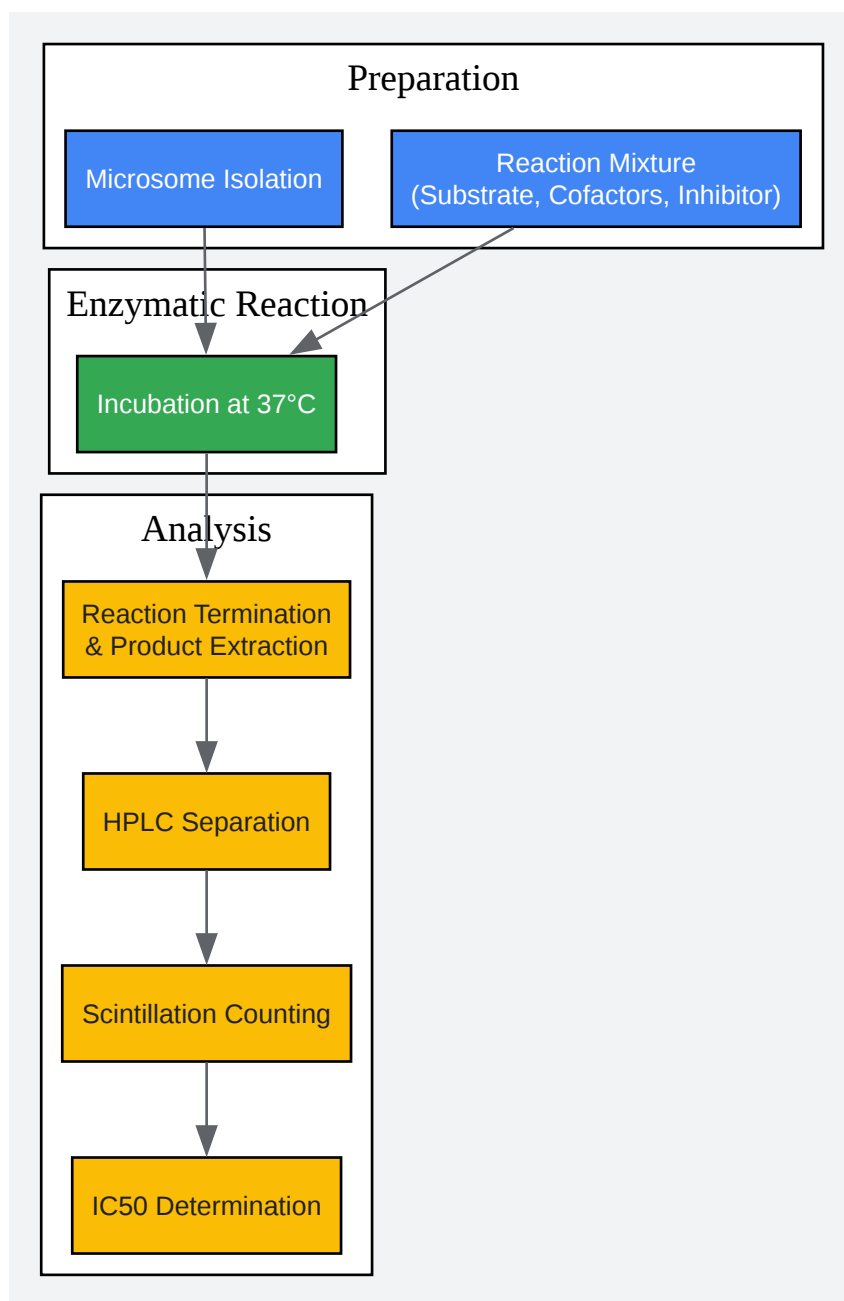 Preparation
Microsome Isolation
Reaction Mixture
(Substrate, Cofactors, Inhibitor)
Enzymatic Reaction
Incubation at 37°C
Analysis
Reaction Termination
& Product Extraction
HPLC Separation
Scintillation Counting
IC50 Determination